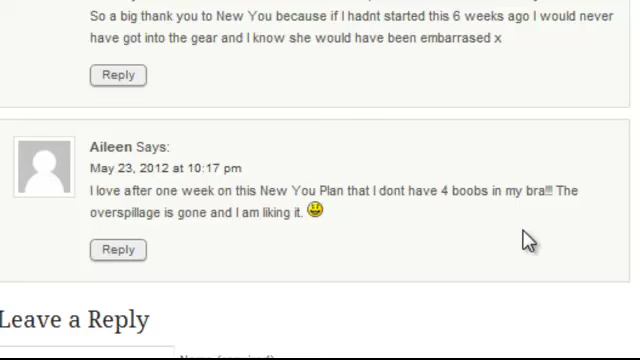 So a big thank you to New You because if I hadnt started this 6 weeks ago I would never
have got into the gear and I know she would have been embarrased x
Reply
Aileen Says:
May 23, 2012 at 10:17 pm
I love after one week on this New You Plan that I dont have 4 boobs in my bra!!! The
overspillage is gone and I am liking it.
Reply
Leave a Reply
Name (required)